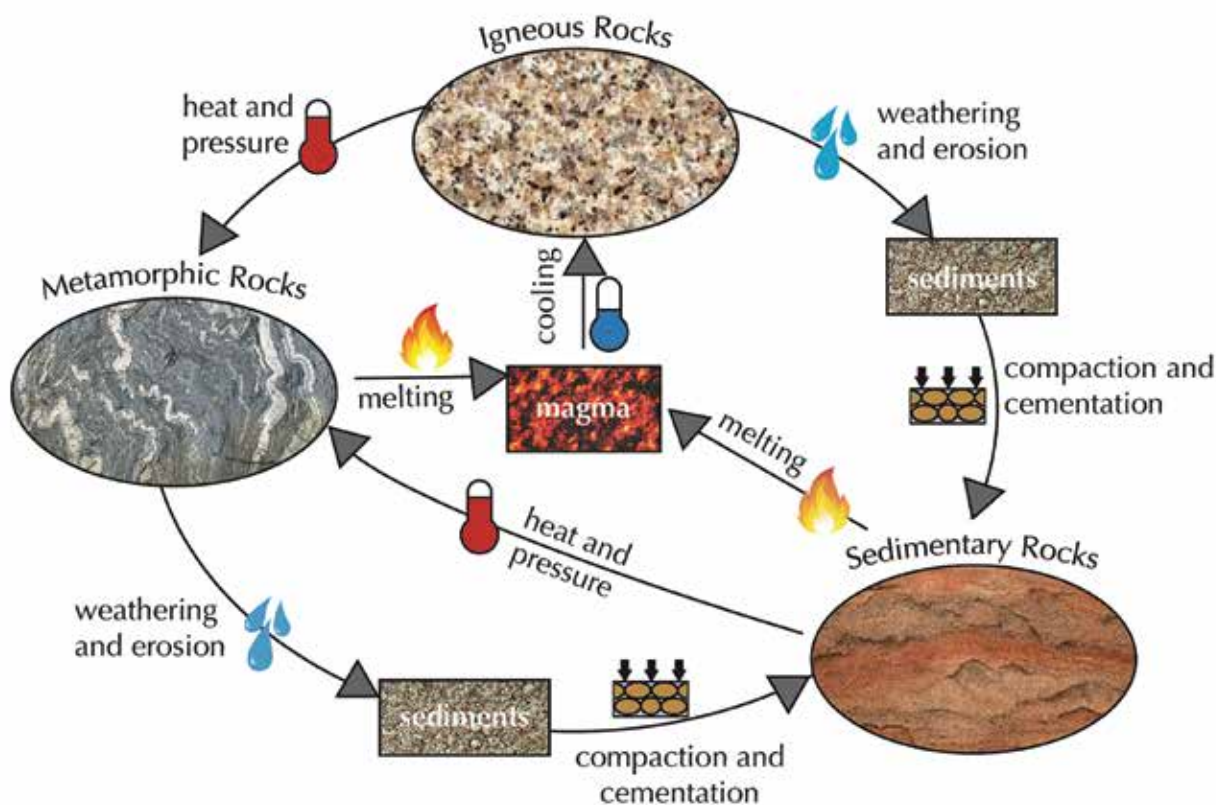 Igneous Rocks
heat and
pressure
weathering
and erosion
sediments
Metamorphic Rocks
cooling
melting
magma
compaction and
cementation
melting
heat and
pressure
Sedimentary Rocks
weathering
and erosion
sediments
compaction and
cementation